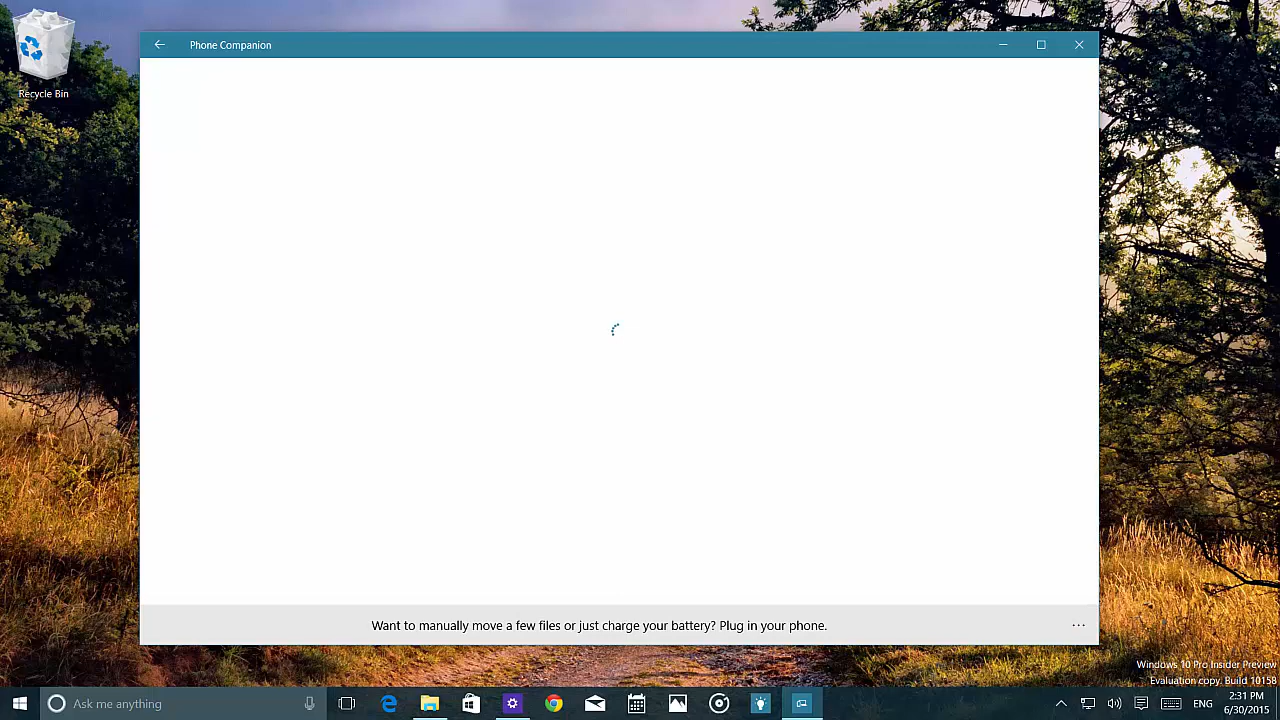 Recycle Bin
Phone Companion
Want to manually move a few files or just charge your battery? Plug in your phone.
...
Windows 10 Pro Insider Preview
Evaluation copy. Build 10158
Ask me anything
ENG
2:31 PM
6/30/2015